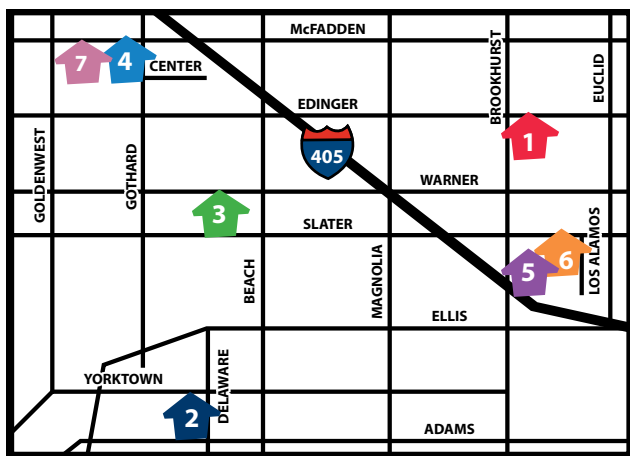 McFADDEN
7
4
CENTER
BROOKHURST
EUCLID
EDINGER
1
405
GOLDENWEST
GOTHARD
WARNER
3
SLATER
BEACH
MAGNOLIA
5
6
LOS ALAMOS
ELLIS
YORKTOWN
DELAWARE
2
ADAMS